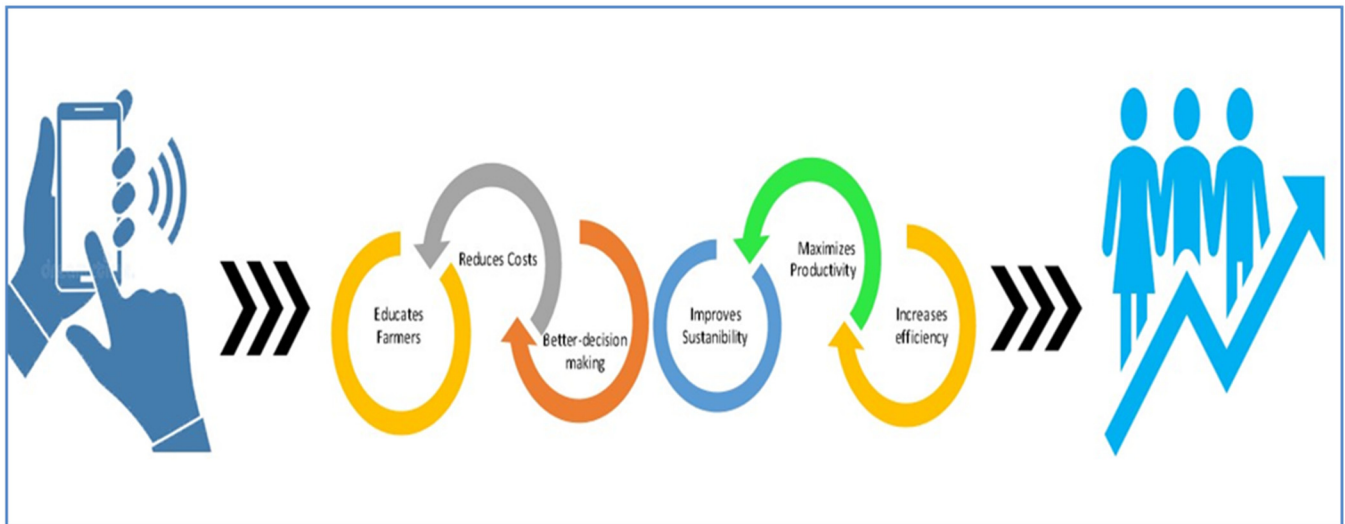 Educates
Farmers
Reduces Costs
Better-decision
making
Improves
Sustanibility
Maximizes
Productivity
Increases
efficiency